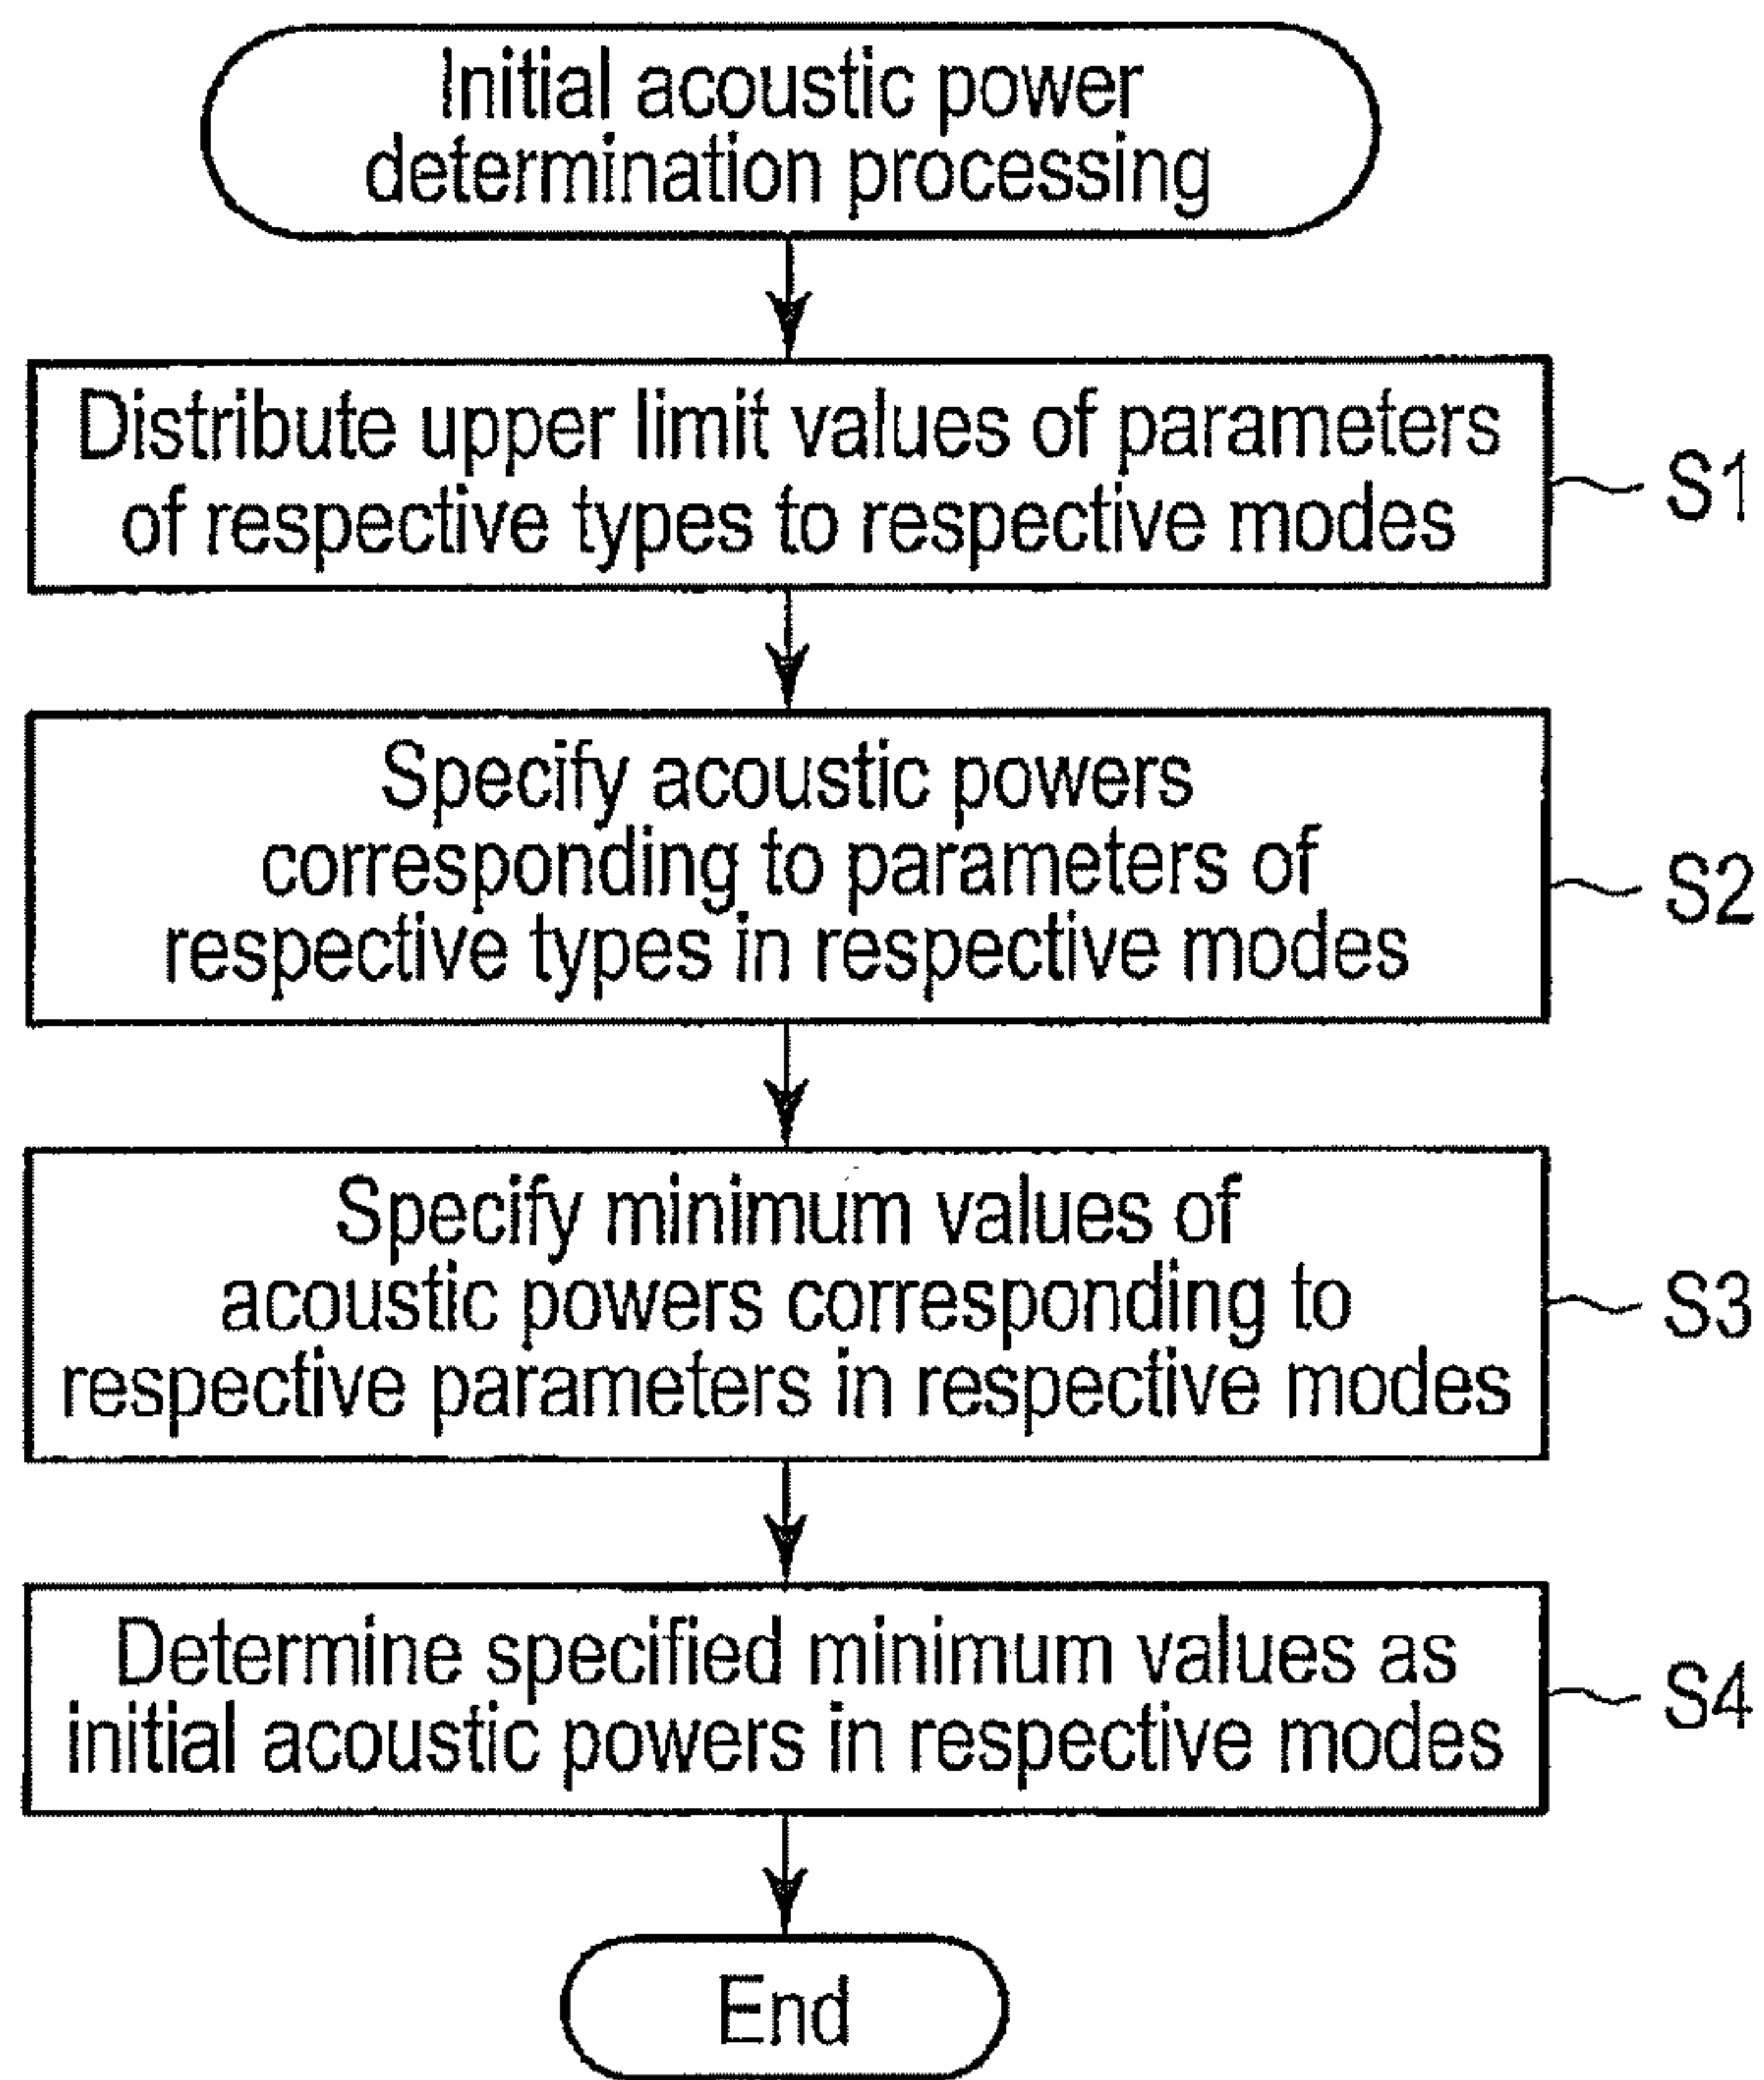 Initial acoustic power
determination processing
Distribute upper limit values of parameters
of respective types to respective modes
S1
Specify acoustic powers
corresponding to parameters of
respective types in respective modes
S2
Specify minimum values of
acoustic powers corresponding to
respective parameters in respective modes
S3
Determine specified minimum values as
initial acoustic powers in respective modes
S4
End